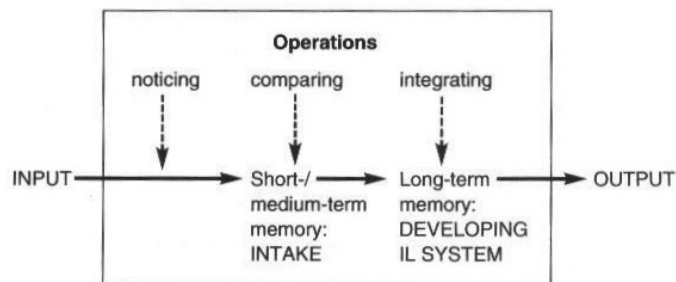 Operations
noticing comparing integrating
INPUT Short-/ Long-term OUTPUT
medium-term memory:
memory: DEVELOPING
INTAKE IL SYSTEM